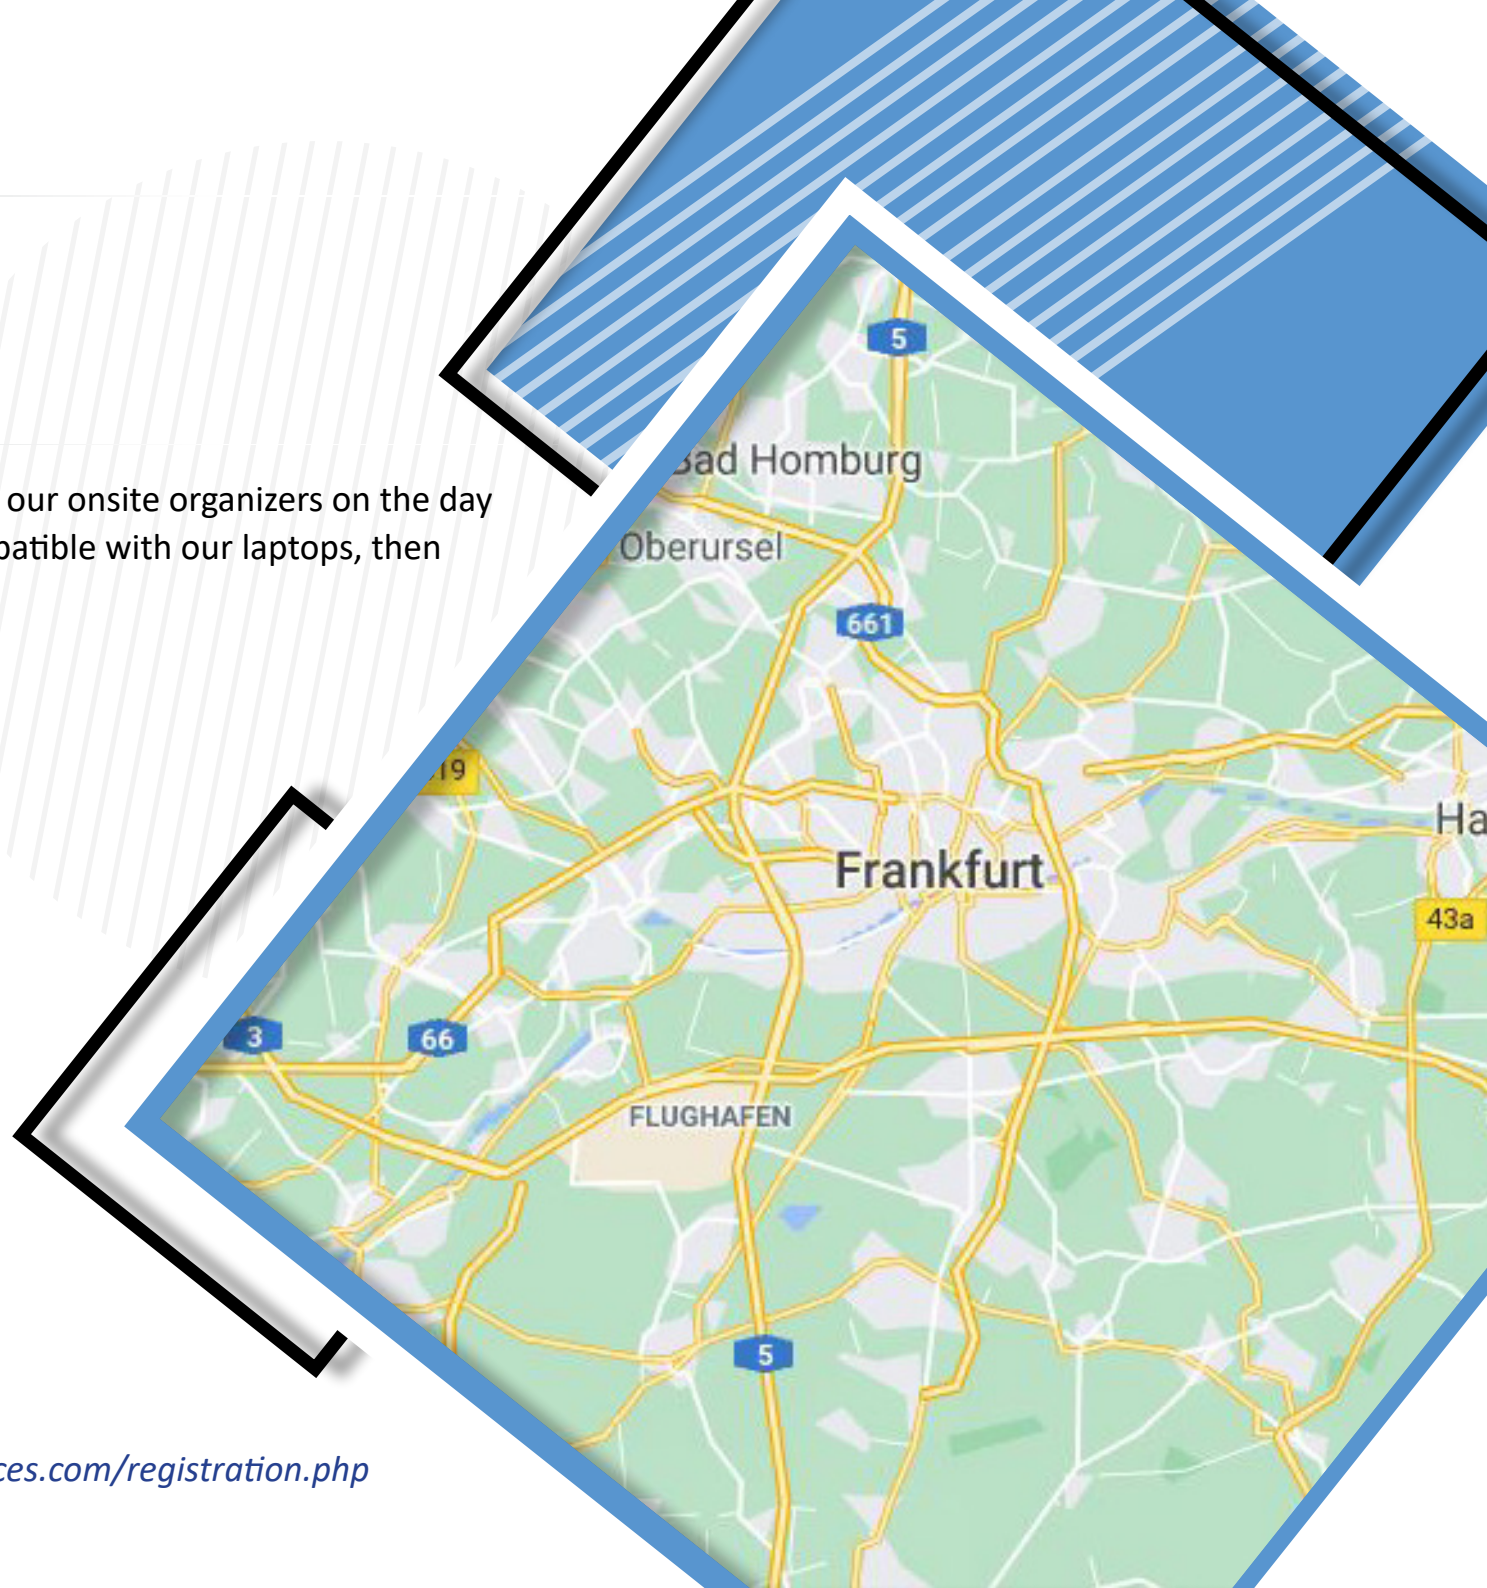 5
Bad Homburg
our onsite organizers on the day
patible with our laptops, then
Oberursel
661
19
Ha
Frankfurt
43a
3
66
FLUGHAFEN
5
ces.com/registration.php